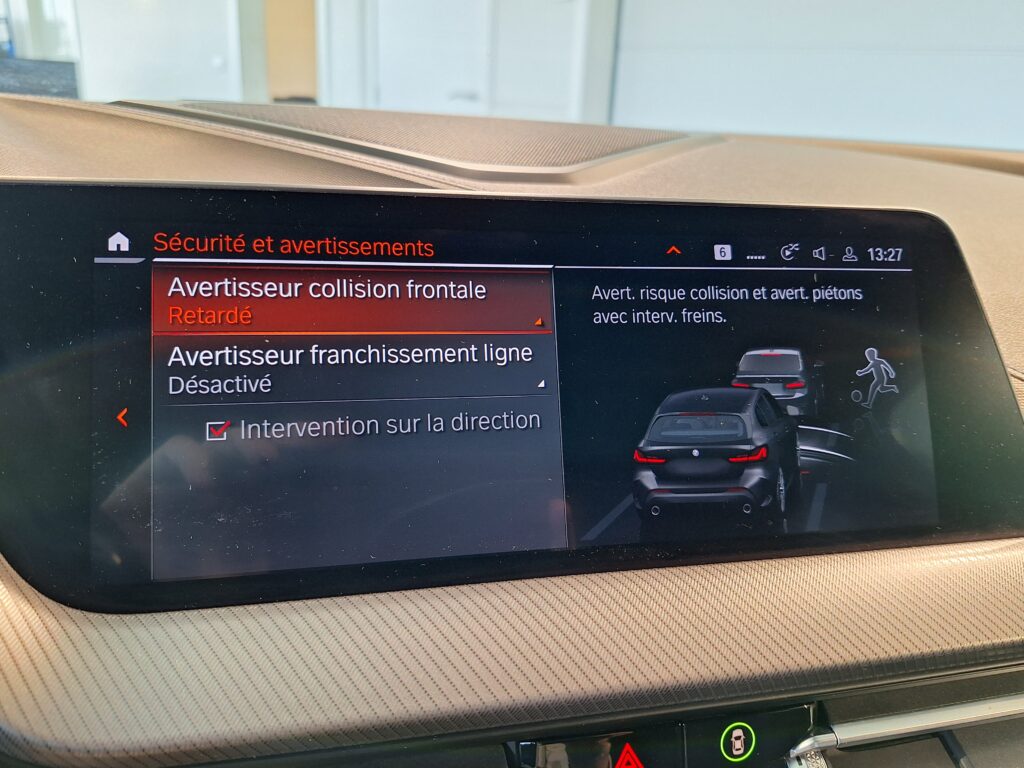 Sécurité et avertissements
6
13:27
Avertisseur collision frontale
Retardé
Avertisseur franchissement ligne
Désactivé
Intervention sur la direction
Avert. risque collision et avert. piétons
avec interv. freins.